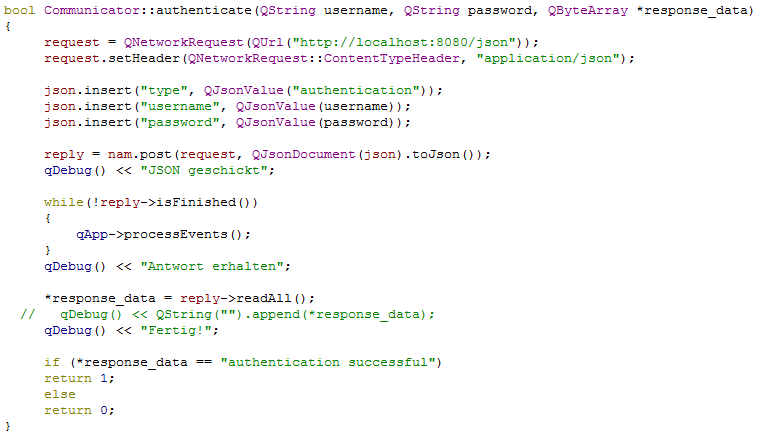 bool Communicator::authenticate(QString username, QString password, QByteArray *response_data)
{
     request = QNetworkRequest(QUrl("http://localhost:8080/json"));
     request.setHeader(QNetworkRequest::ContentTypeHeader, "application/json");
     json.insert("type", QJsonValue("authentication"));
     json.insert("username", QJsonValue(username));
     json.insert("password", QJsonValue(password));
     reply = nam.post(request, QJsonDocument(json).toJson());
     qDebug() << "JSON geschickt";
     while(!reply->isFinished())
     {
         qApp->processEvents();
     }
     qDebug() << "Antwort erhalten";
     *response_data = reply->readAll();
  //   qDebug() << QString("").append(*response_data);
     qDebug() << "Fertig!";
     if (*response_data == "authentication successful")
     return 1;
     else
     return 0;
}